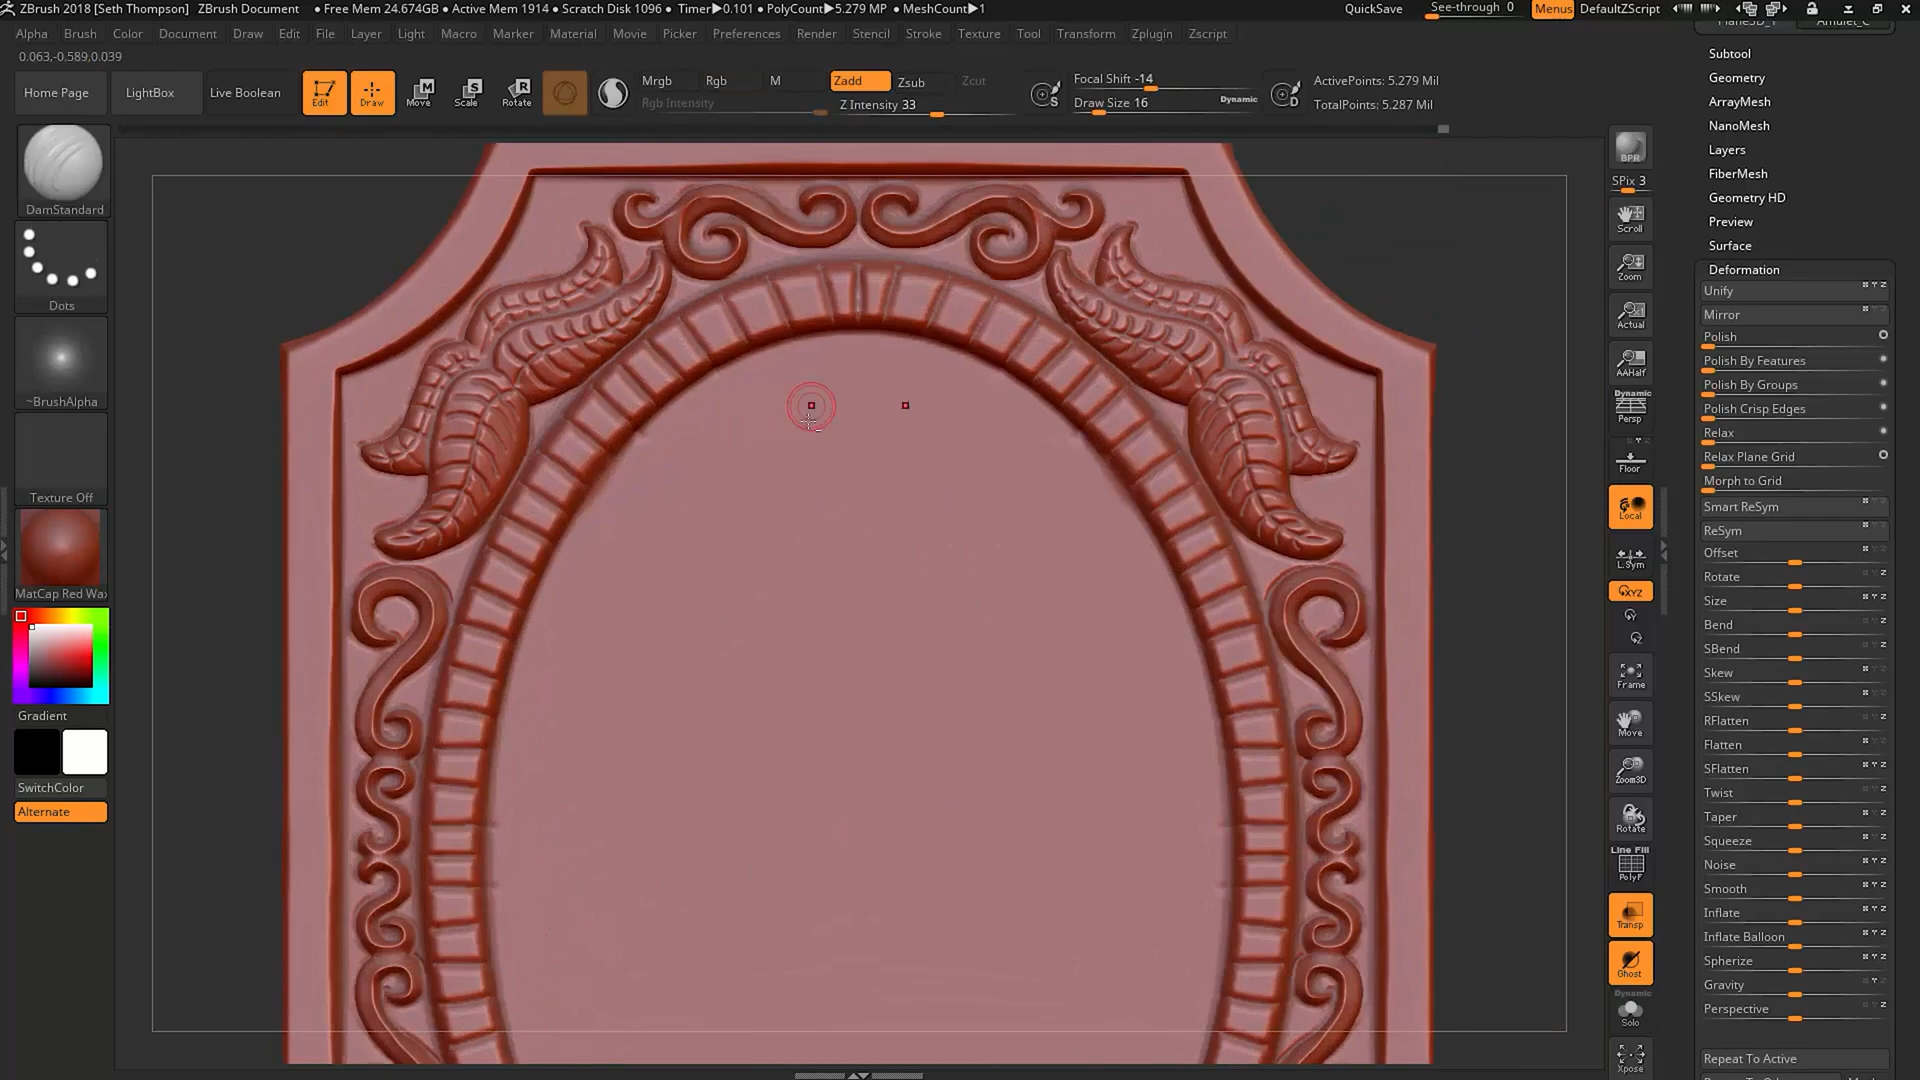 ZBrush 2018 [Seth Thompson] ZBrush Document ● Free Mem 24.674GB ● Active Mem 1914 ● Scratch Disk 1096 ● Timer▶0.101 ● PolyCount▶5.279 MP ● MeshCount▶1 QuickSave See-through 0 Menus DefaultZScript
Alpha Brush Color Document Draw Edit File Layer Light Macro Marker Material Movie Picker Preferences Render Stencil Stroke Texture Tool Transform Zplugin Zscript
0.063,-0.589,0.039
Home Page LightBox Live Boolean Edit Draw Move Scale Rotate
Mrgb Rgb M Zadd Zsub Zcut
Rgb Intensity Z Intensity 33
Focal Shift -14
Draw Size 16 Dynamic
ActivePoints: 5.279 Mil
TotalPoints: 5.287 Mil
DamStandard
Dots
~BrushAlpha
Texture Off
MatCap Red Wax
Gradient
SwitchColor
Alternate
BPR
SPix 3
Scroll
Zoom
Actual
AAHalf
Dynamic
Persp
Floor
Local
L.Sym
XYZ
Y
Z
Frame
Move
Zoom3D
Rotate
Line Fill
PolyF
Transp
Ghost
Dynamic
Solo
Xpose
Subtool
Geometry
ArrayMesh
NanoMesh
Layers
FiberMesh
Geometry HD
Preview
Surface
Deformation
Unify
Mirror
Polish
Polish By Features
Polish By Groups
Polish Crisp Edges
Relax
Relax Plane Grid
Morph to Grid
Smart ReSym
ReSym
Offset
Rotate
Size
Bend
SBend
Skew
SSkew
RFlatten
Flatten
SFlatten
Twist
Taper
Squeeze
Noise
Smooth
Inflate
Inflate Balloon
Spherize
Gravity
Perspective
Repeat To Active